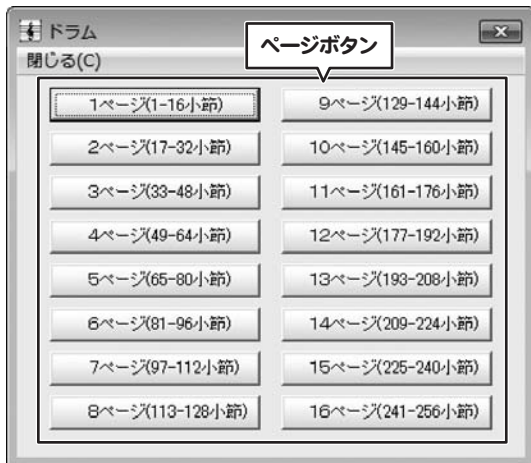 ドラム
ページボタン
閉じる(C)
1ページ(1-16小節)
2ページ(17-32小節)
3ページ(33-48小節)
4ページ(49-64小節)
5ページ(65-80小節)
6ページ(81-96小節)
7ページ(97-112小節)
8ページ(113-128小節)
9ページ(129-144小節)
10ページ(145-160小節)
11ページ(161-176小節)
12ページ(177-192小節)
13ページ(193-208小節)
14ページ(209-224小節)
15ページ(225-240小節)
16ページ(241-256小節)